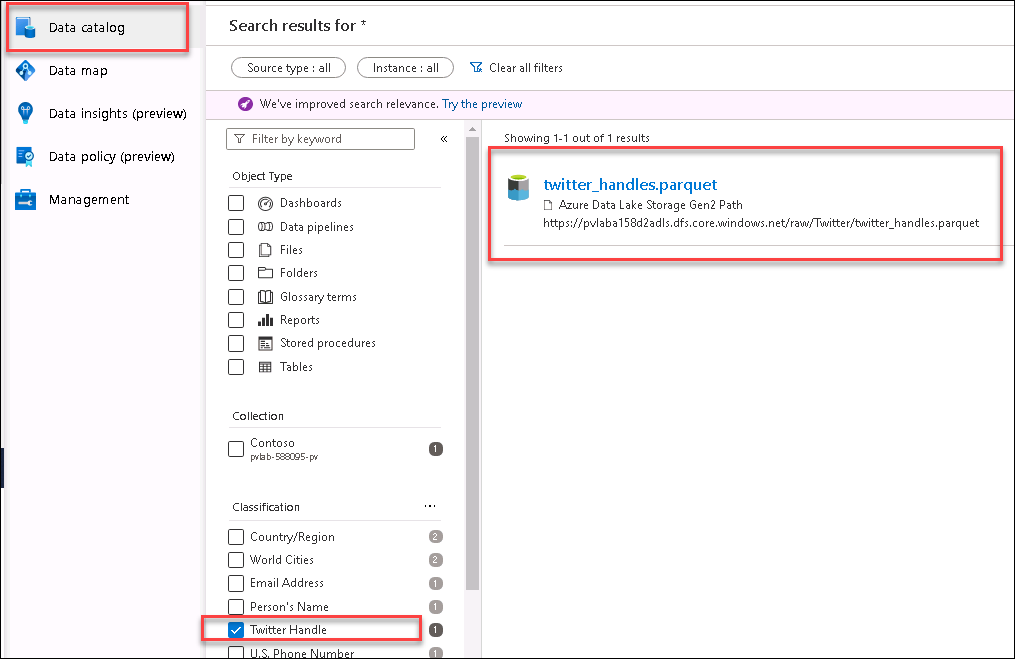 Data catalog
Data map
Data insights (preview)
Data policy (preview)
Management
Search results for *
Source type : all
Instance : all
Clear all filters
We've improved search relevance. Try the preview
Filter by keyword
«
Object Type
Dashboards
Data pipelines
Files
Folders
Glossary terms
Reports
Stored procedures
Tables
Collection
Contoso 1
pvlab-588095-pv
Classification ...
Country/Region 2
World Cities 2
Email Address 1
Person's Name 1
Twitter Handle 1
U.S. Phone Number 1
Showing 1-1 out of 1 results
twitter_handles.parquet
Azure Data Lake Storage Gen2 Path
https://pvlaba158d2adls.dfs.core.windows.net/raw/Twitter/twitter_handles.parquet